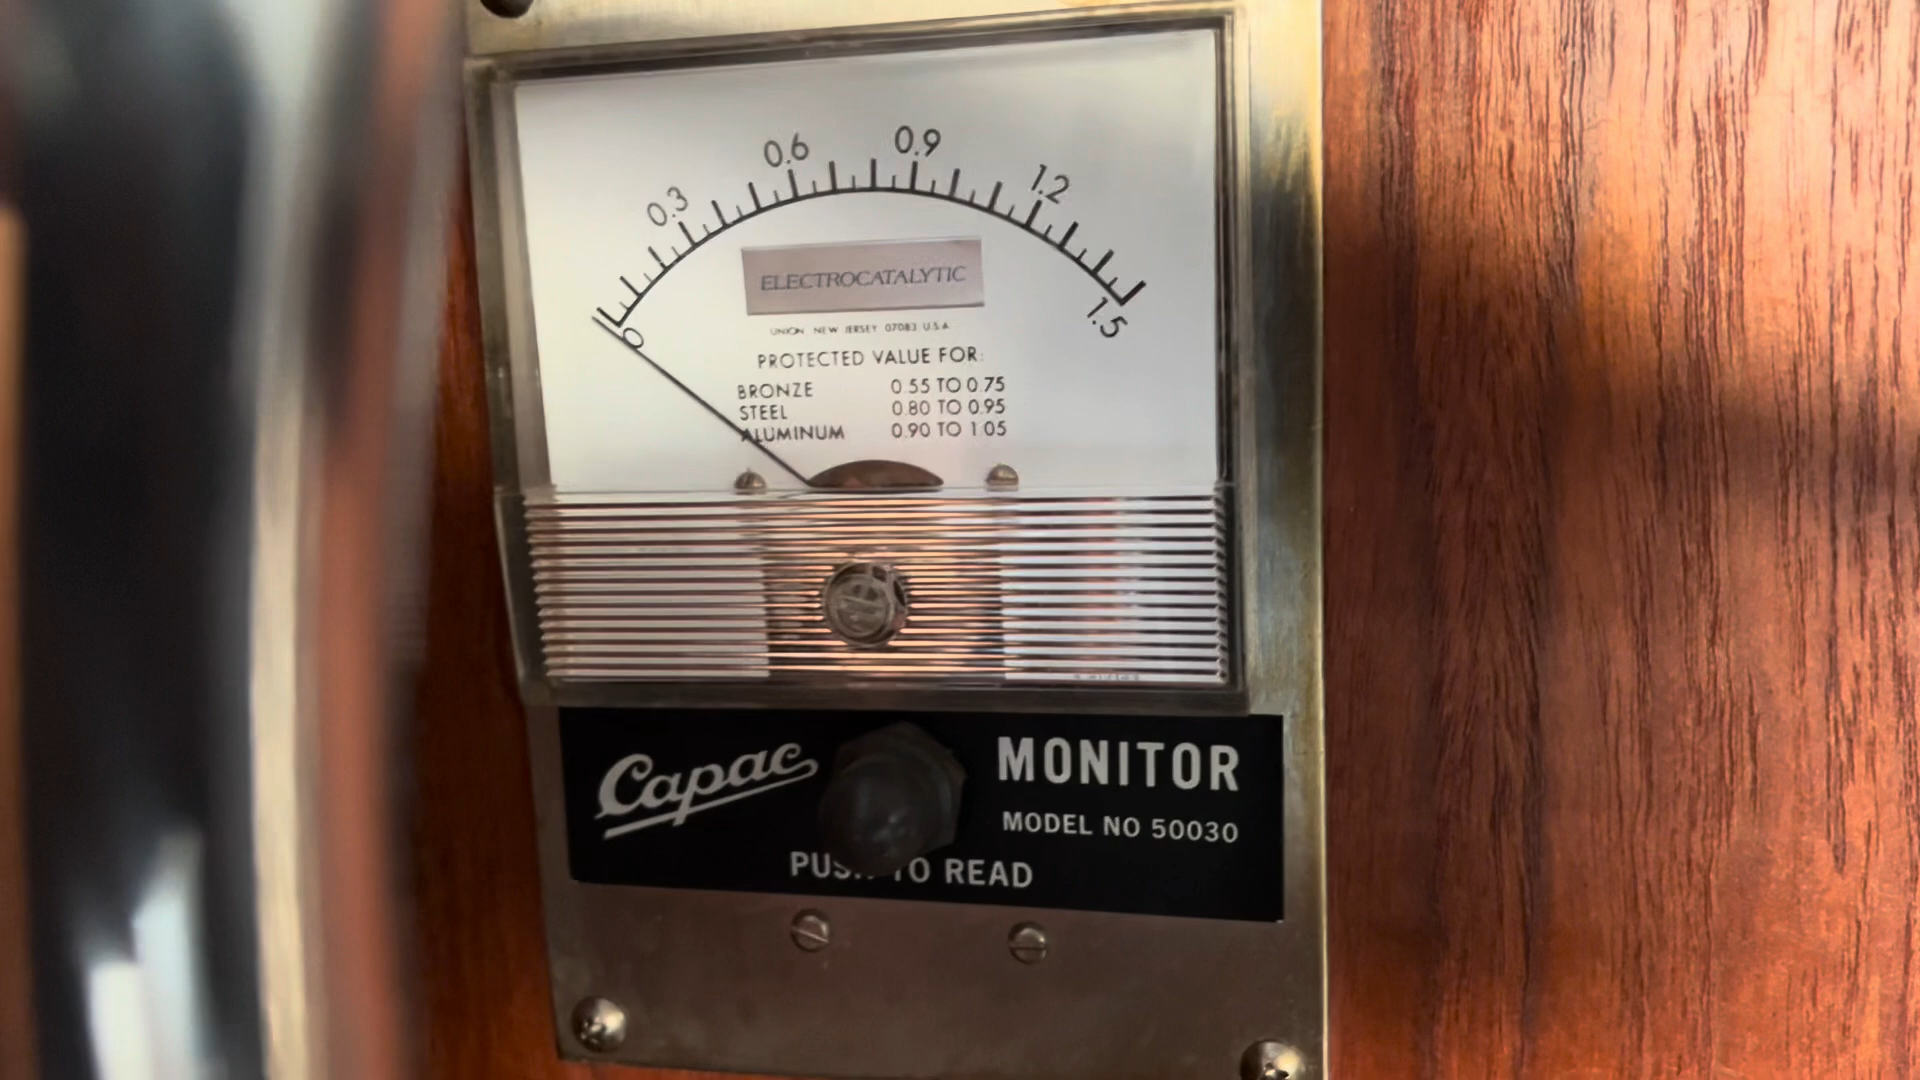 0 0.3 0.6 0.9 1.2 1.5
ELECTROCATALYTIC
UNION NEW JERSEY 07083 U.S.A
PROTECTED VALUE FOR:
BRONZE 0.55 TO 0.75
STEEL 0.80 TO 0.95
ALUMINUM 0.90 TO 1.05
Capac MONITOR
MODEL NO 50030
PUSH TO READ